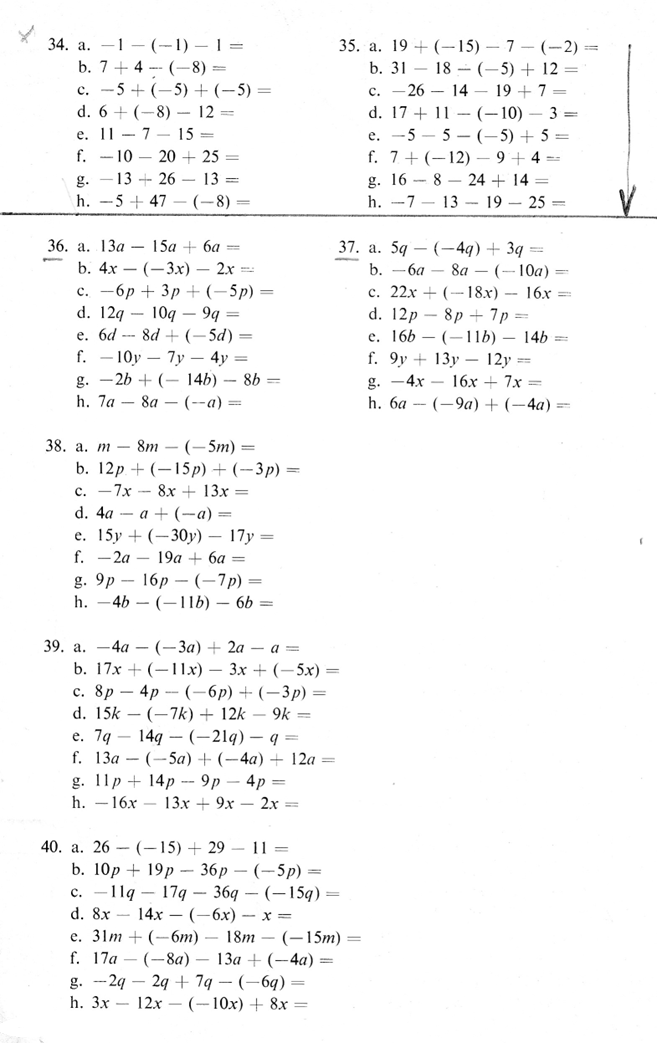 34. a. −1 − (−1) − 1 =
b. 7 + 4 − (−8) =
c. −5 + (−5) + (−5) =
d. 6 + (−8) − 12 =
e. 11 − 7 − 15 =
f. −10 − 20 + 25 =
g. −13 + 26 − 13 =
h. −5 + 47 − (−8) =
35. a. 19 + (−15) − 7 − (−2) =
b. 31 − 18 − (−5) + 12 =
c. −26 − 14 − 19 + 7 =
d. 17 + 11 − (−10) − 3 =
e. −5 − 5 − (−5) + 5 =
f. 7 + (−12) − 9 + 4 =
g. 16 − 8 − 24 + 14 =
h. −7 − 13 − 19 − 25 =
36. a. 13a − 15a + 6a =
b. 4x − (−3x) − 2x =
c. −6p + 3p + (−5p) =
d. 12q − 10q − 9q =
e. 6d − 8d + (−5d) =
f. −10y − 7y − 4y =
g. −2b + (− 14b) − 8b =
h. 7a − 8a − (−a) =
37. a. 5q − (−4q) + 3q =
b. −6a − 8a − (−10a) =
c. 22x + (−18x) − 16x =
d. 12p − 8p + 7p =
e. 16b − (−11b) − 14b =
f. 9y + 13y − 12y =
g. −4x − 16x + 7x =
h. 6a − (−9a) + (−4a) =
38. a. m − 8m − (−5m) =
b. 12p + (−15p) + (−3p) =
c. −7x − 8x + 13x =
d. 4a − a + (−a) =
e. 15y + (−30y) − 17y =
f. −2a − 19a + 6a =
g. 9p − 16p − (−7p) =
h. −4b − (−11b) − 6b =
39. a. −4a − (−3a) + 2a − a =
b. 17x + (−11x) − 3x + (−5x) =
c. 8p − 4p − (−6p) + (−3p) =
d. 15k − (−7k) + 12k − 9k =
e. 7q − 14q − (−21q) − q =
f. 13a − (−5a) + (−4a) + 12a =
g. 11p + 14p − 9p − 4p =
h. −16x − 13x + 9x − 2x =
40. a. 26 − (−15) + 29 − 11 =
b. 10p + 19p − 36p − (−5p) =
c. −11q − 17q − 36q − (−15q) =
d. 8x − 14x − (−6x) − x =
e. 31m + (−6m) − 18m − (−15m) =
f. 17a − (−8a) − 13a + (−4a) =
g. −2q − 2q + 7q − (−6q) =
h. 3x − 12x − (−10x) + 8x =